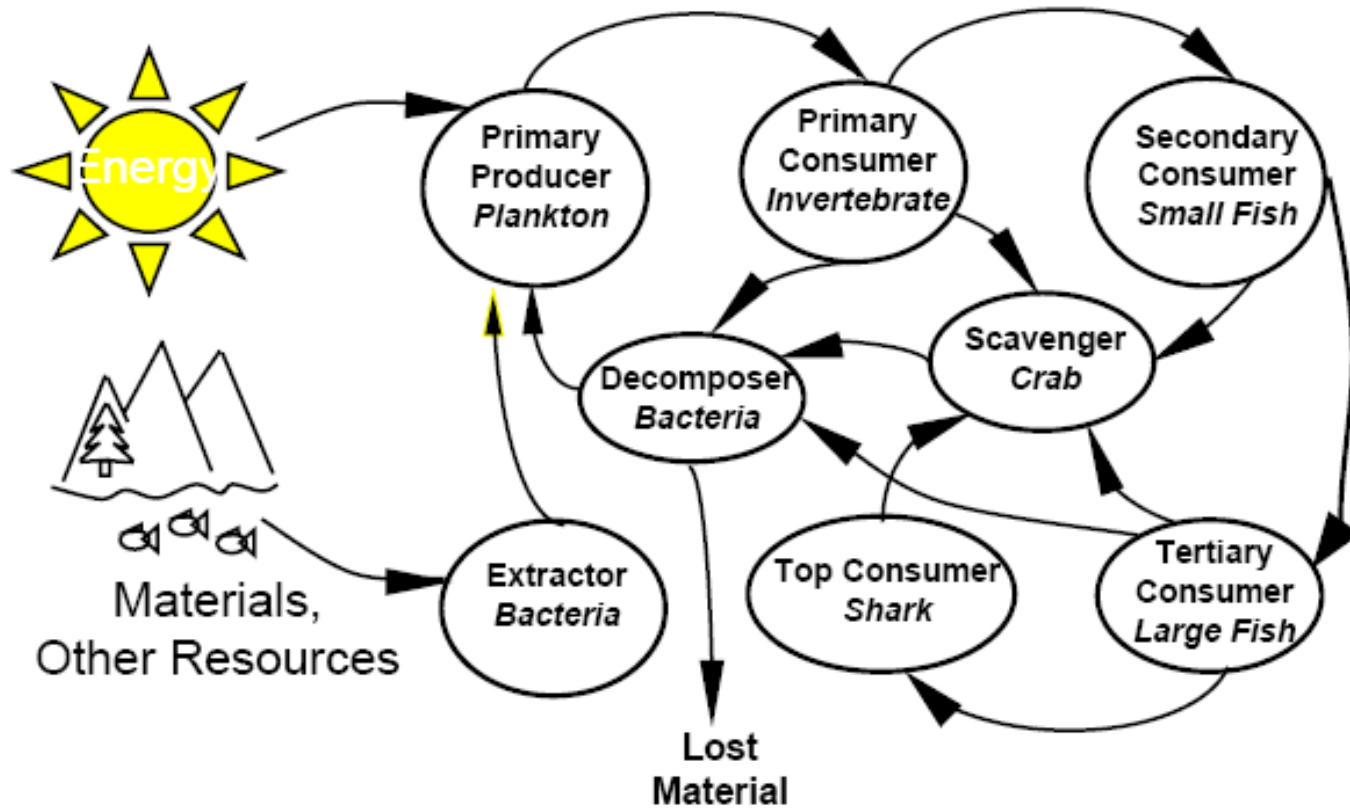 Energy
Primary
Producer
Plankton
Primary
Consumer
Invertebrate
Secondary
Consumer
Small Fish
Scavenger
Crab
Decomposer
Bacteria
Materials,
Other Resources
Extractor
Bacteria
Top Consumer
Shark
Tertiary
Consumer
Large Fish
Lost
Material